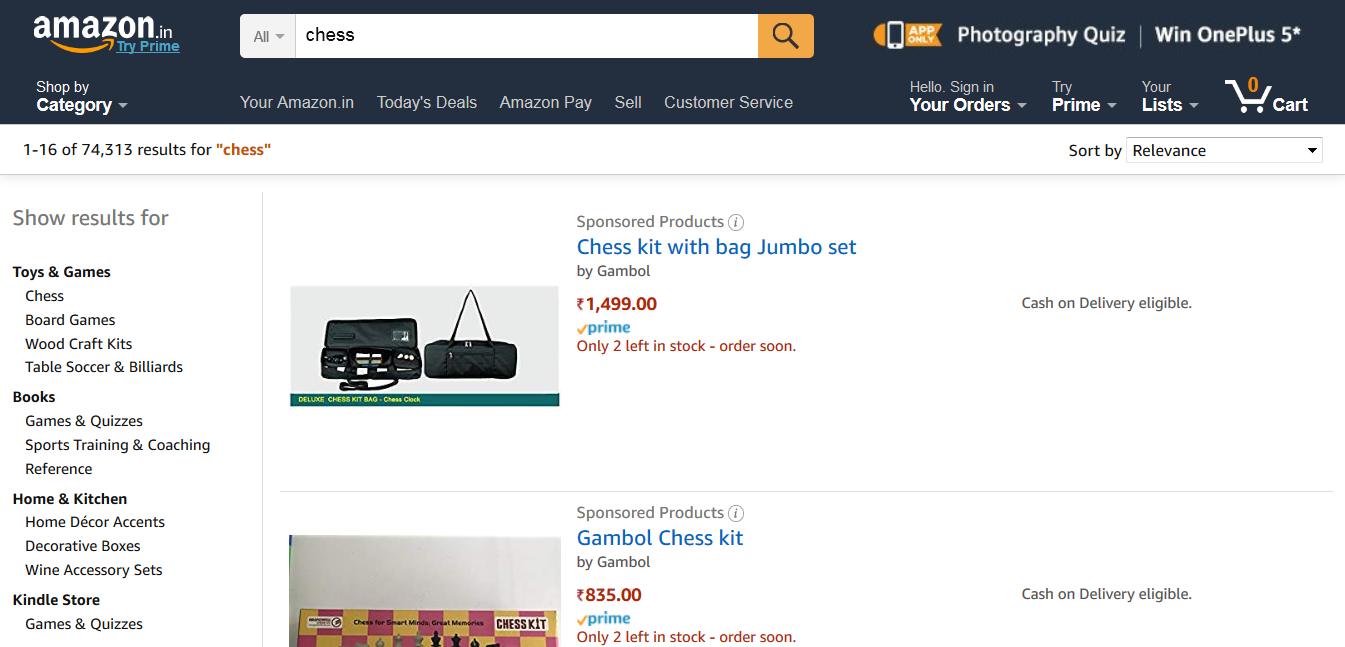 amazon.in
Try Prime
All
chess
APP ONLY
Photography Quiz | Win OnePlus 5*
Shop by
Category
Your Amazon.in
Today's Deals
Amazon Pay
Sell
Customer Service
Hello. Sign in
Your Orders
Try
Prime
Your
Lists
0
Cart
1-16 of 74,313 results for "chess"
Sort by
Relevance
Show results for
Toys & Games
Chess
Board Games
Wood Craft Kits
Table Soccer & Billiards
Books
Games & Quizzes
Sports Training & Coaching
Reference
Home & Kitchen
Home Décor Accents
Decorative Boxes
Wine Accessory Sets
Kindle Store
Games & Quizzes
DELUXE CHESS KIT BAG - Chess Clock
Sponsored Products i
Chess kit with bag Jumbo set
by Gambol
₹1,499.00
prime
Only 2 left in stock - order soon.
Cash on Delivery eligible.
Chess for Smart Minds, Great Memories
CHESS KIT
Sponsored Products i
Gambol Chess kit
by Gambol
₹835.00
prime
Only 2 left in stock - order soon.
Cash on Delivery eligible.